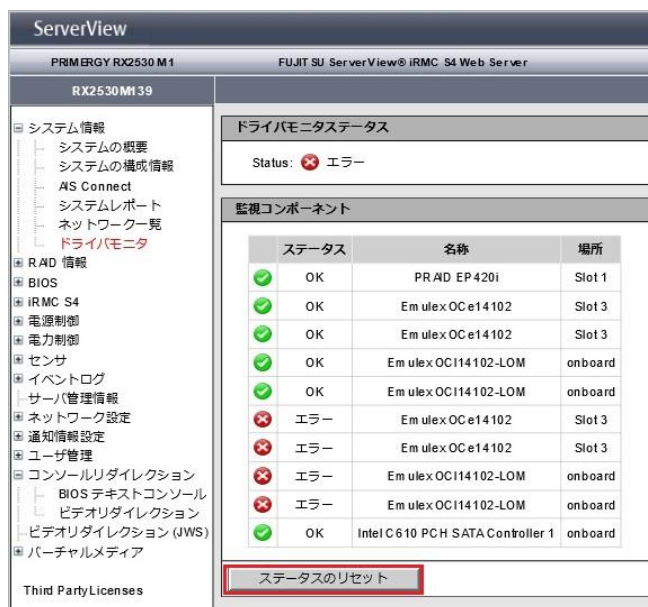 ServerView
PRIMERGY RX2530 M1 FUJITSU ServerView® iRMC S4 Web Server
RX2530M139
システム情報
システムの概要
システムの構成情報
AIS Connect
システムレポート
ネットワーク一覧
ドライバモニタ
RAID 情報
BIOS
iRMC S4
電源制御
電力制御
センサ
イベントログ
サーバ管理情報
ネットワーク設定
通知情報設定
ユーザ管理
コンソールリダイレクション
BIOS テキストコンソール
ビデオリダイレクション
ビデオリダイレクション (JWS)
バーチャルメディア
Third Party Licenses
ドライバモニタステータス
Status: エラー
監視コンポーネント
ステータス 名称 場所
OK PRAID EP420i Slot 1
OK Emulex OCe14102 Slot 3
OK Emulex OCe14102 Slot 3
OK Emulex OCl14102-LOM onboard
OK Emulex OCl14102-LOM onboard
エラー Emulex OCe14102 Slot 3
エラー Emulex OCe14102 Slot 3
エラー Emulex OCl14102-LOM onboard
エラー Emulex OCl14102-LOM onboard
OK Intel C610 PCH SATA Controller 1 onboard
ステータスのリセット